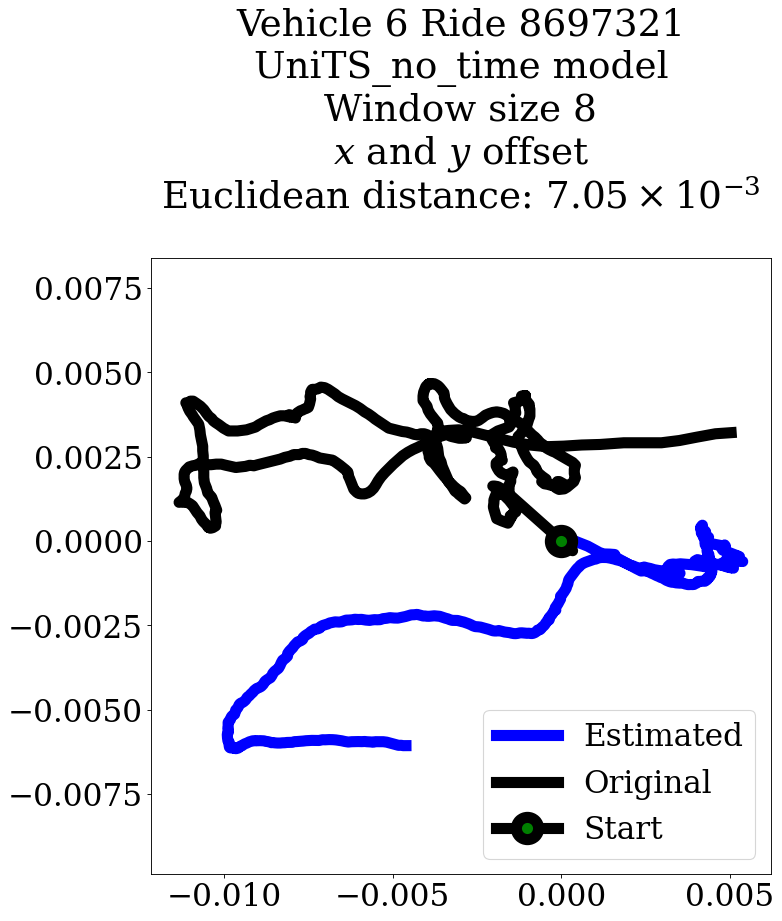 Vehicle 6 Ride 8697321
UniTS_no_time model
Window size 8
x and y offset
Euclidean distance: 7.05 × 10⁻³
0.0075
0.0050
0.0025
0.0000
−0.0025
−0.0050
−0.0075
Estimated
Original
Start
−0.010 −0.005 0.000 0.005